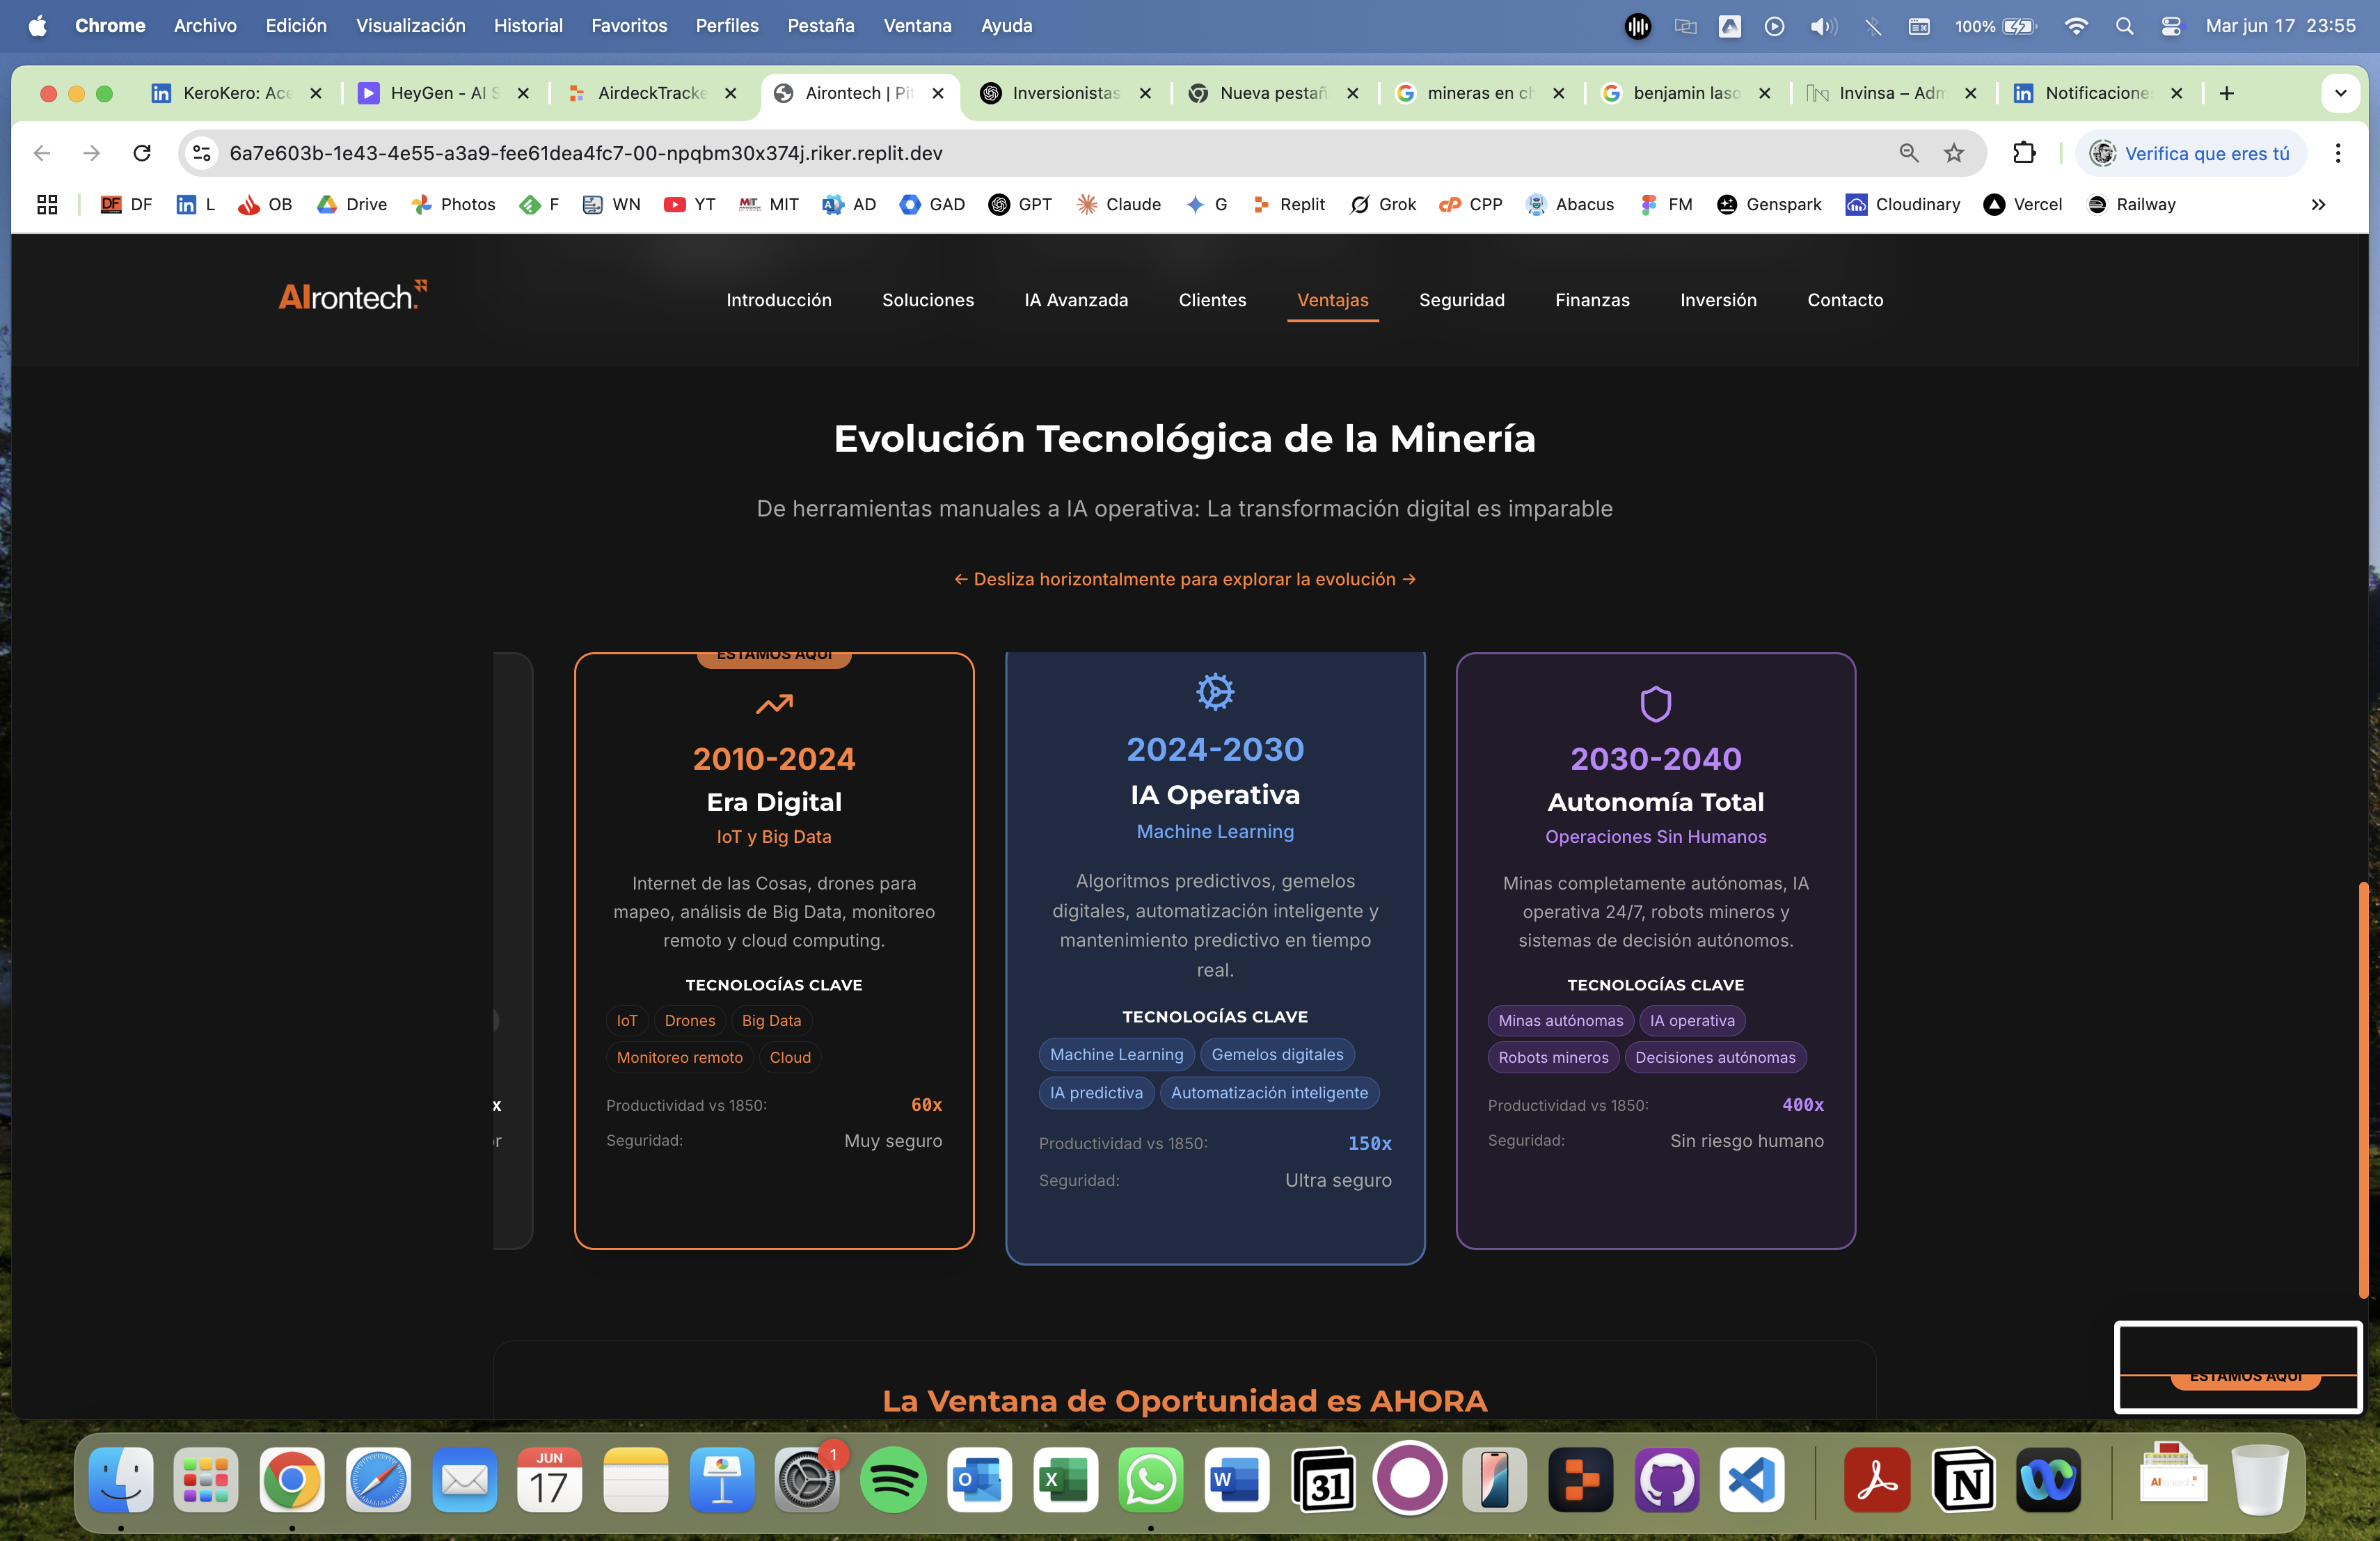 Chrome Archivo Edición Visualización Historial Favoritos Perfiles Pestaña Ventana Ayuda
100% Mar jun 17 23:55
KeroKero: Ace
HeyGen - AI S
AirdeckTracke
Airontech | Pit
Inversionistas
Nueva pestañ
mineras en ch
benjamin laso
Invinsa – Adm
Notificacione
6a7e603b-1e43-4e55-a3a9-fee61dea4fc7-00-npqbm30x374j.riker.replit.dev
Verifica que eres tú
DF L OB Drive Photos F WN YT MIT AD GAD GPT Claude G Replit Grok CPP Abacus FM Genspark Cloudinary Vercel Railway
AIrontech.
Introducción Soluciones IA Avanzada Clientes Ventajas Seguridad Finanzas Inversión Contacto
Evolución Tecnológica de la Minería
De herramientas manuales a IA operativa: La transformación digital es imparable
← Desliza horizontalmente para explorar la evolución →
x
or
ESTAMOS AQUÍ
2010-2024
Era Digital
IoT y Big Data
Internet de las Cosas, drones para
mapeo, análisis de Big Data, monitoreo
remoto y cloud computing.
TECNOLOGÍAS CLAVE
IoT Drones Big Data
Monitoreo remoto Cloud
Productividad vs 1850: 60x
Seguridad: Muy seguro
2024-2030
IA Operativa
Machine Learning
Algoritmos predictivos, gemelos
digitales, automatización inteligente y
mantenimiento predictivo en tiempo
real.
TECNOLOGÍAS CLAVE
Machine Learning Gemelos digitales
IA predictiva Automatización inteligente
Productividad vs 1850: 150x
Seguridad: Ultra seguro
2030-2040
Autonomía Total
Operaciones Sin Humanos
Minas completamente autónomas, IA
operativa 24/7, robots mineros y
sistemas de decisión autónomos.
TECNOLOGÍAS CLAVE
Minas autónomas IA operativa
Robots mineros Decisiones autónomas
Productividad vs 1850: 400x
Seguridad: Sin riesgo humano
La Ventana de Oportunidad es AHORA
ESTAMOS AQUÍ
JUN
17
1
31